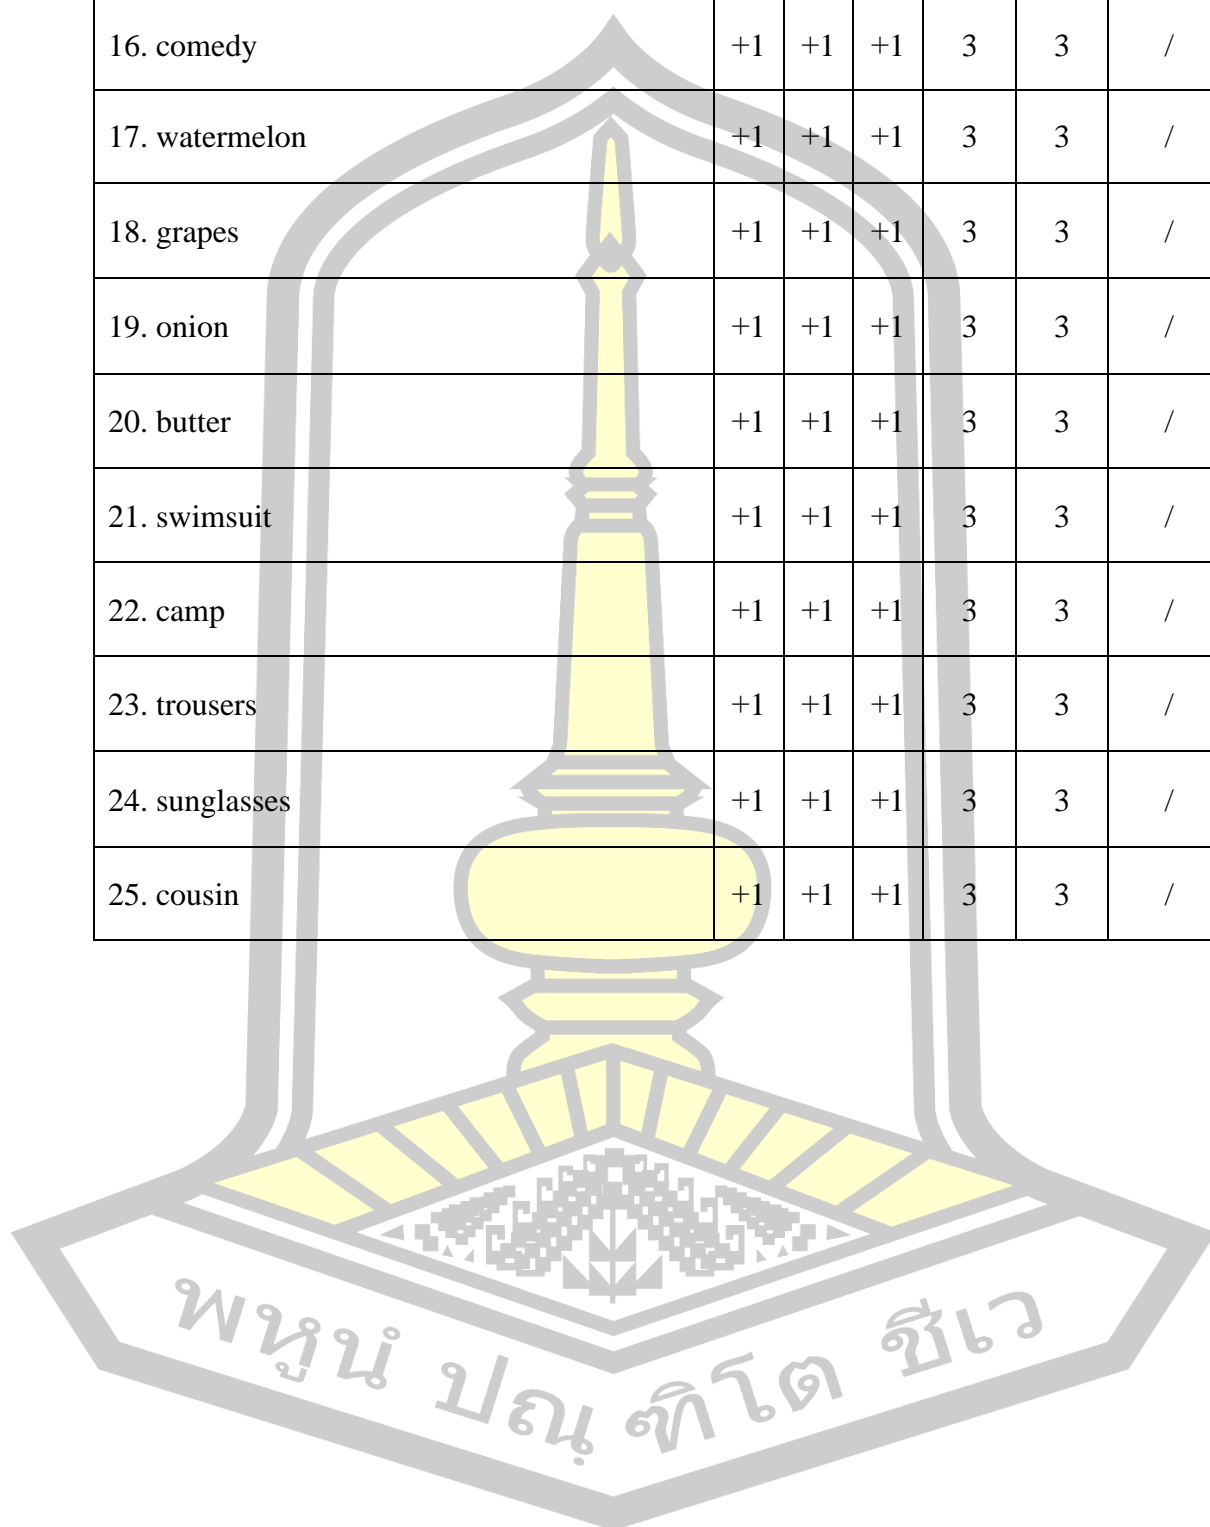 16. comedy +1 +1 +1 3 3 /
17. watermelon +1 +1 +1 3 3 /
18. grapes +1 +1 +1 3 3 /
19. onion +1 +1 +1 3 3 /
20. butter +1 +1 +1 3 3 /
21. swimsuit +1 +1 +1 3 3 /
22. camp +1 +1 +1 3 3 /
23. trousers +1 +1 +1 3 3 /
24. sunglasses +1 +1 +1 3 3 /
25. cousin +1 +1 +1 3 3 /
พหูนํ ปณฺฑิโต ชีเว